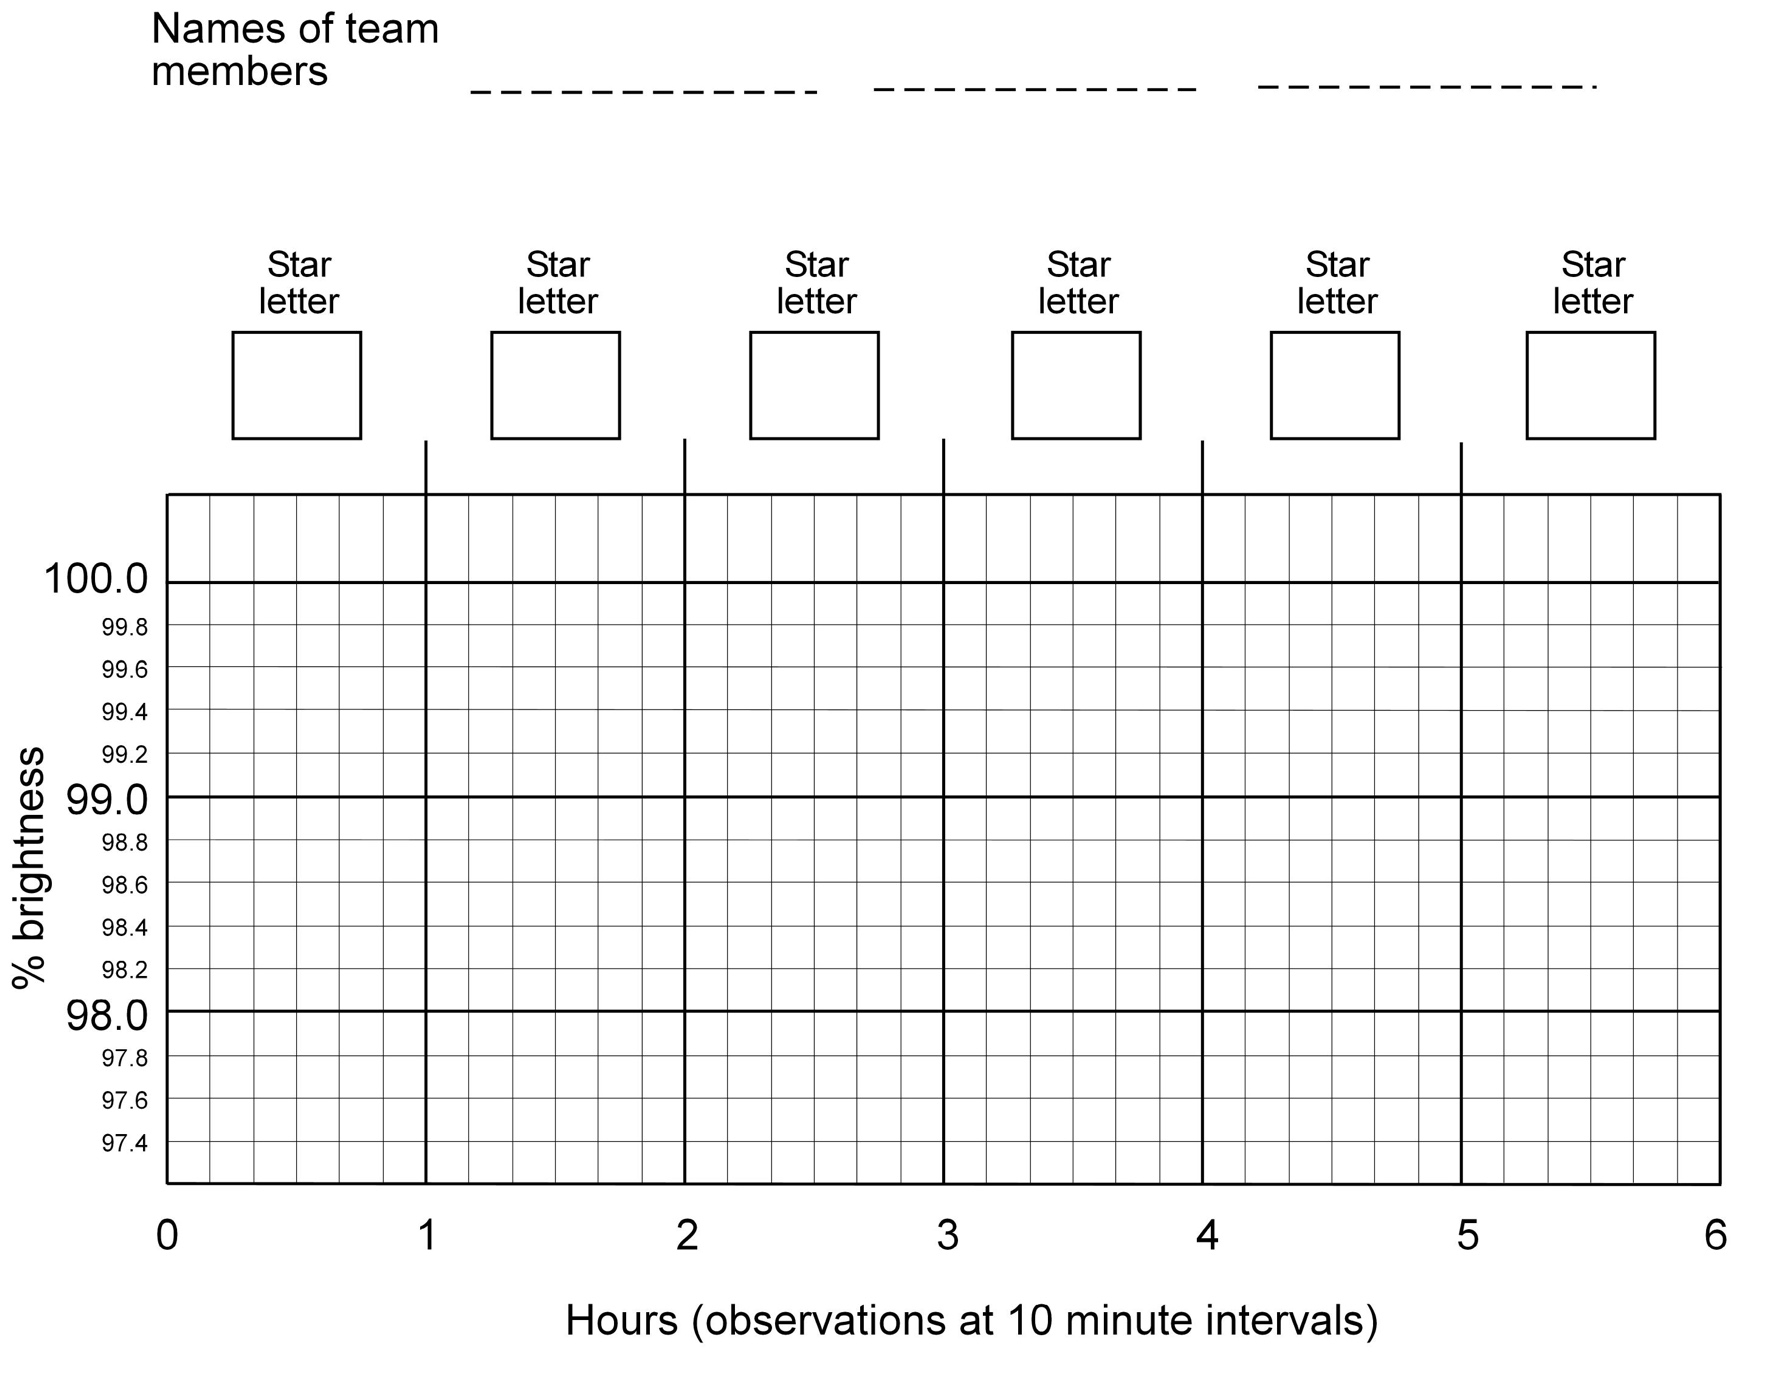 Names of team
members
Star
letter
Star
letter
Star
letter
Star
letter
Star
letter
Star
letter
100.0
99.8
99.6
99.4
99.2
99.0
98.8
98.6
98.4
98.2
98.0
97.8
97.6
97.4
% brightness
0 1 2 3 4 5 6
Hours (observations at 10 minute intervals)